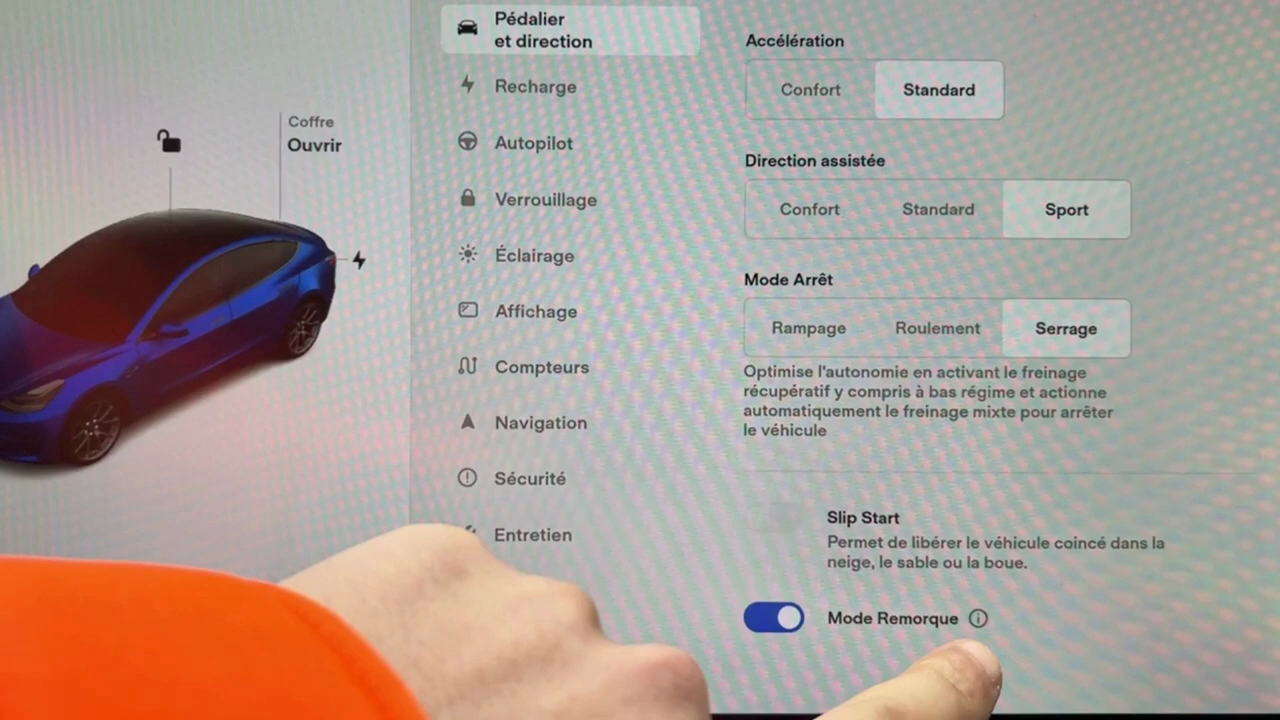 Coffre
Ouvrir
Pédalier
et direction
Recharge
Autopilot
Verrouillage
Éclairage
Affichage
Compteurs
Navigation
Sécurité
Entretien
Accélération
Confort Standard
Direction assistée
Confort Standard Sport
Mode Arrêt
Rampage Roulement Serrage
Optimise l'autonomie en activant le freinage
récupératif y compris à bas régime et actionne
automatiquement le freinage mixte pour arrêter
le véhicule
Slip Start
Permet de libérer le véhicule coincé dans la
neige, le sable ou la boue.
Mode Remorque